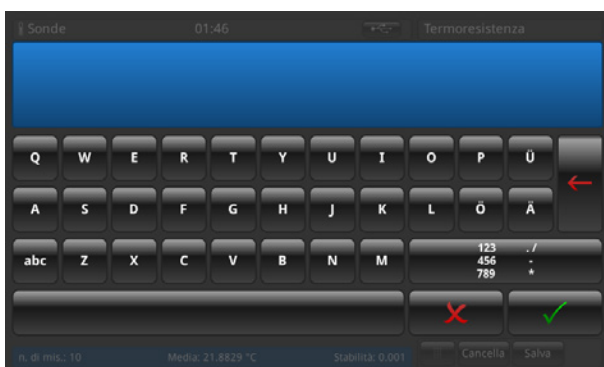 Sonde 01:46 Termoresistenza
Q W E R T Y U I O P Ü
A S D F G H J K L Ö Ä
abc Z X C V B N M 123 ./
456 -
789 *
n. di mis.: 10 Media: 21.8829 °C Stabilità: 0.001 Cancella Salva